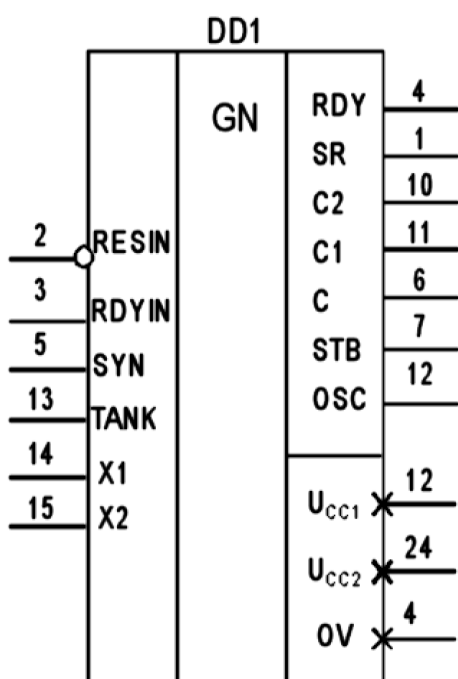 DD1
GN
RDY 4
SR 1
C2 10
C1 11
C 6
STB 7
OSC 12
2 RESIN
3 RDYIN
5 SYN
13 TANK
14 X1
15 X2
UCC1 12
UCC2 24
0V 4